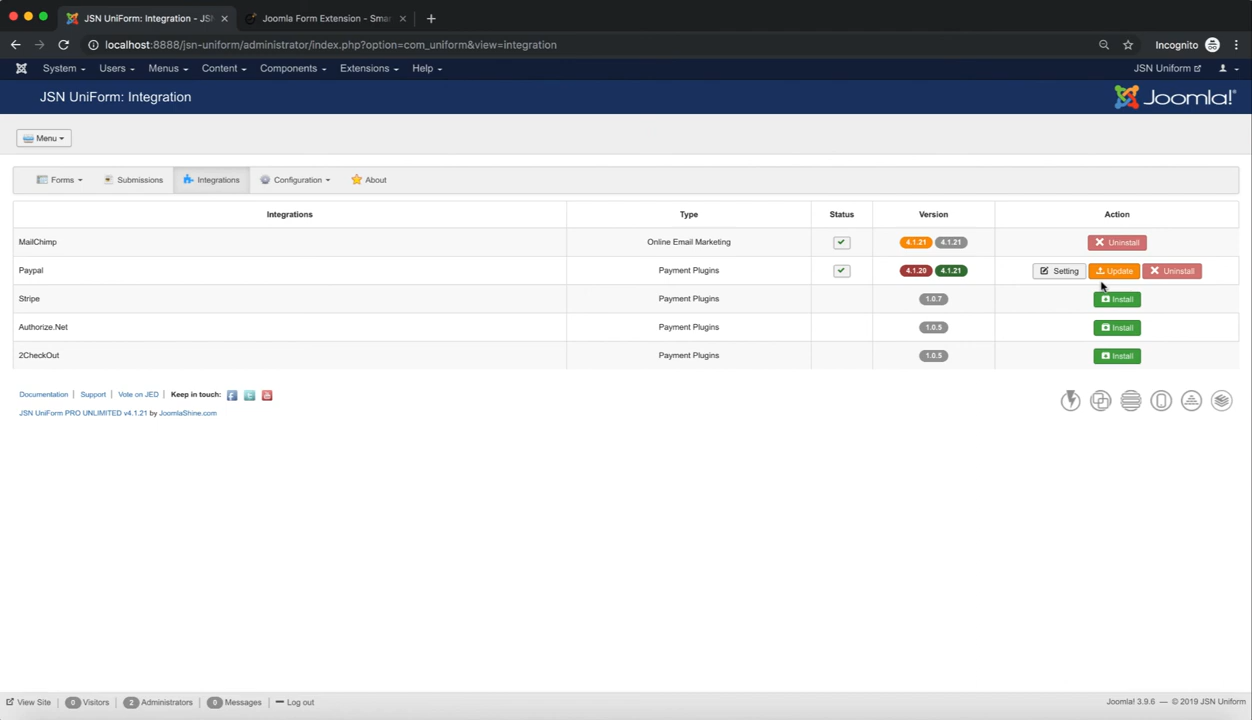 JSN UniForm: Integration - JSN
Joomla Form Extension - Smar
localhost:8888/jsn-uniform/administrator/index.php?option=com_uniform&view=integration
Incognito
System Users Menus Content Components Extensions Help JSN Uniform
JSN UniForm: Integration
Joomla!®
Menu
Forms Submissions Integrations Configuration About
Integrations Type Status Version Action
MailChimp Online Email Marketing 4.1.21 4.1.21 Uninstall
Paypal Payment Plugins 4.1.20 4.1.21 Setting Update Uninstall
Stripe Payment Plugins 1.0.7 Install
Authorize.Net Payment Plugins 1.0.5 Install
2CheckOut Payment Plugins 1.0.5 Install
Documentation | Support | Vote on JED | Keep in touch:
JSN UniForm PRO UNLIMITED v4.1.21 by JoomlaShine.com
View Site 0 Visitors 2 Administrators 0 Messages Log out Joomla! 3.9.6 — © 2019 JSN Uniform